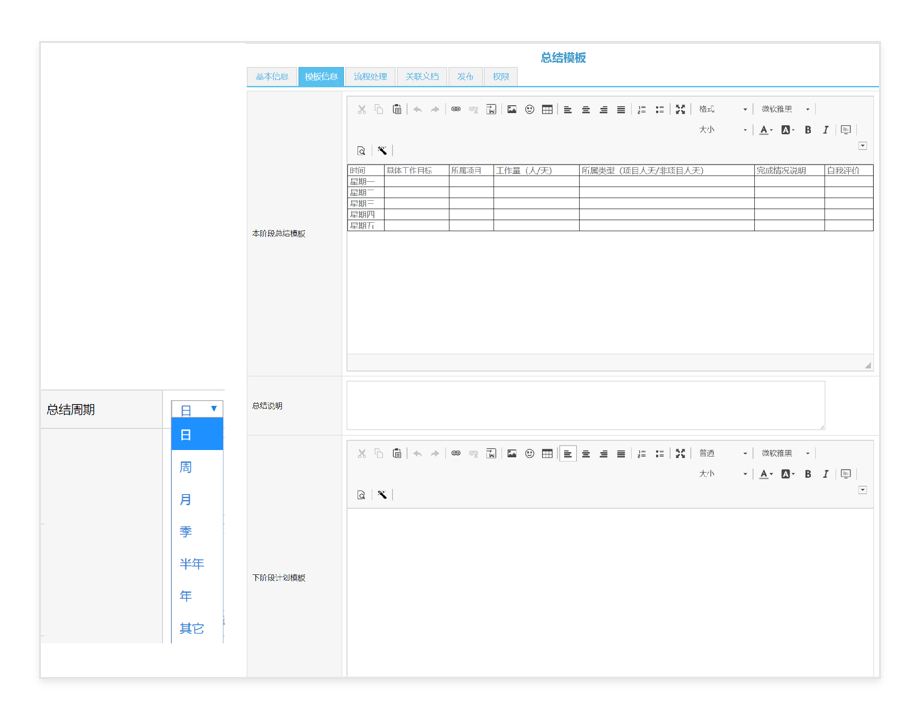 总结模板
基本信息 模板信息 流程处理 关联文档 发布 权限
格式 微软雅黑
大小 A A B I
时间 具体工作目标 所属项目 工作量（人/天） 所属类型（项目人天/非项目人天） 完成情况说明 自我评价
星期一
星期二
星期三
星期四
星期五
本阶段总结模板
总结说明
普通 微软雅黑
大小 A A B I
下阶段计划模板
总结周期
日
日
周
月
季
半年
年
其它